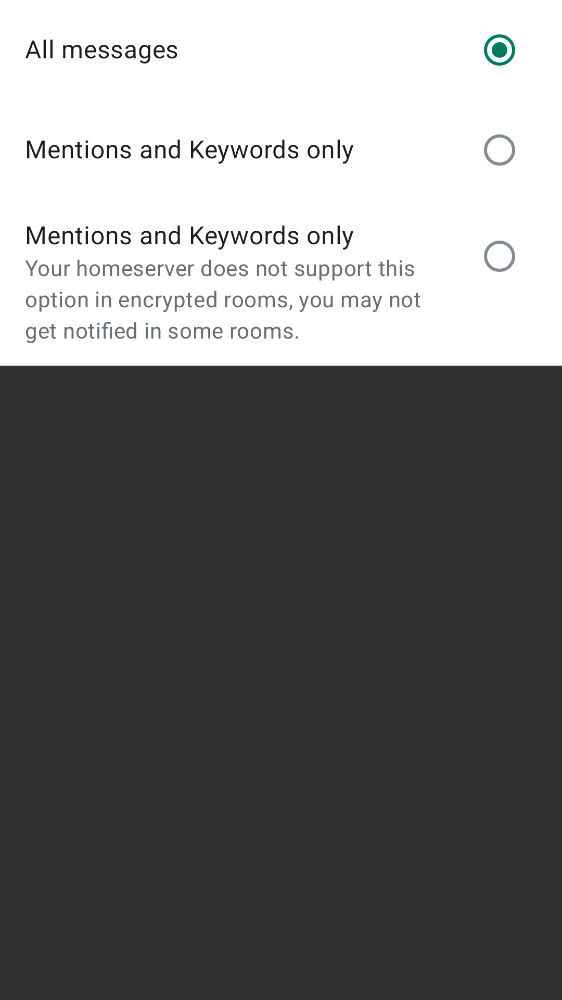 All messages
Mentions and Keywords only
Mentions and Keywords only
Your homeserver does not support this
option in encrypted rooms, you may not
get notified in some rooms.